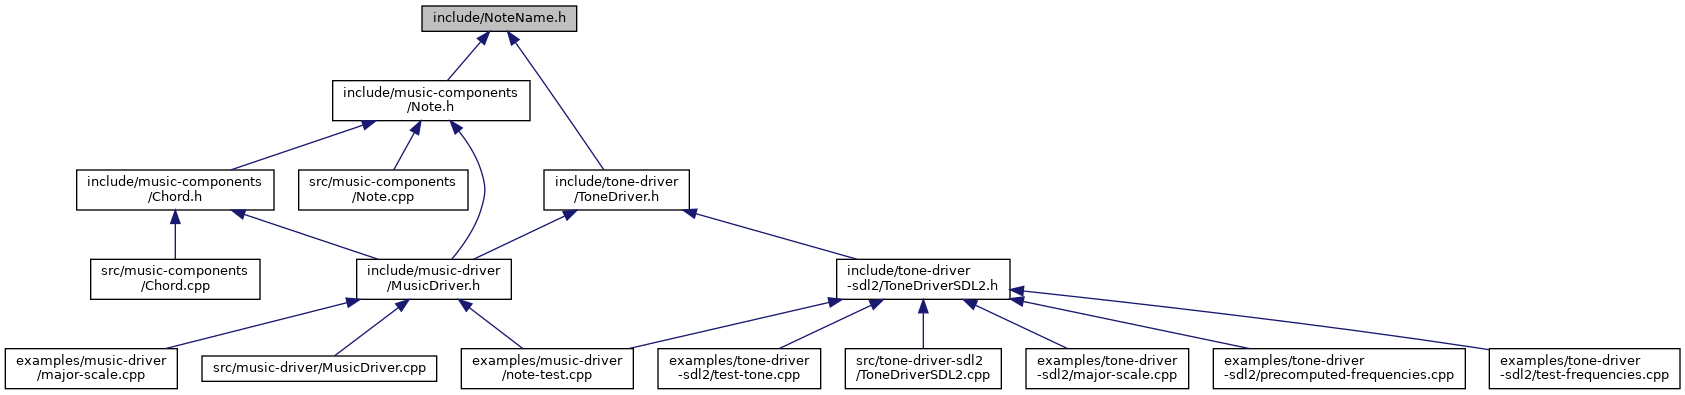 include/NoteName.h
include/music-components
/Note.h
include/music-components
/Chord.h
src/music-components
/Note.cpp
include/tone-driver
/ToneDriver.h
src/music-components
/Chord.cpp
include/music-driver
/MusicDriver.h
include/tone-driver
-sdl2/ToneDriverSDL2.h
examples/music-driver
/major-scale.cpp
src/music-driver/MusicDriver.cpp
examples/music-driver
/note-test.cpp
examples/tone-driver
-sdl2/test-tone.cpp
src/tone-driver-sdl2
/ToneDriverSDL2.cpp
examples/tone-driver
-sdl2/major-scale.cpp
examples/tone-driver
-sdl2/precomputed-frequencies.cpp
examples/tone-driver
-sdl2/test-frequencies.cpp